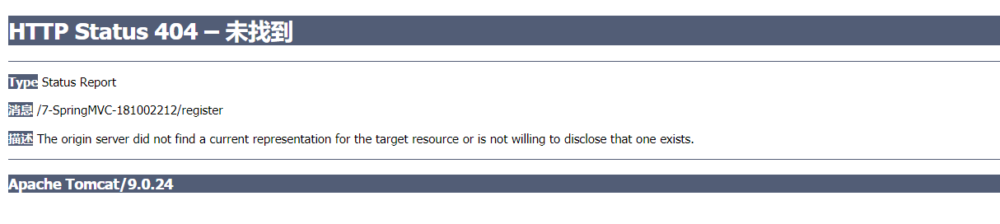 HTTP Status 404 – 未找到
Type Status Report
消息 /7-SpringMVC-181002212/register
描述 The origin server did not find a current representation for the target resource or is not willing to disclose that one exists.
Apache Tomcat/9.0.24